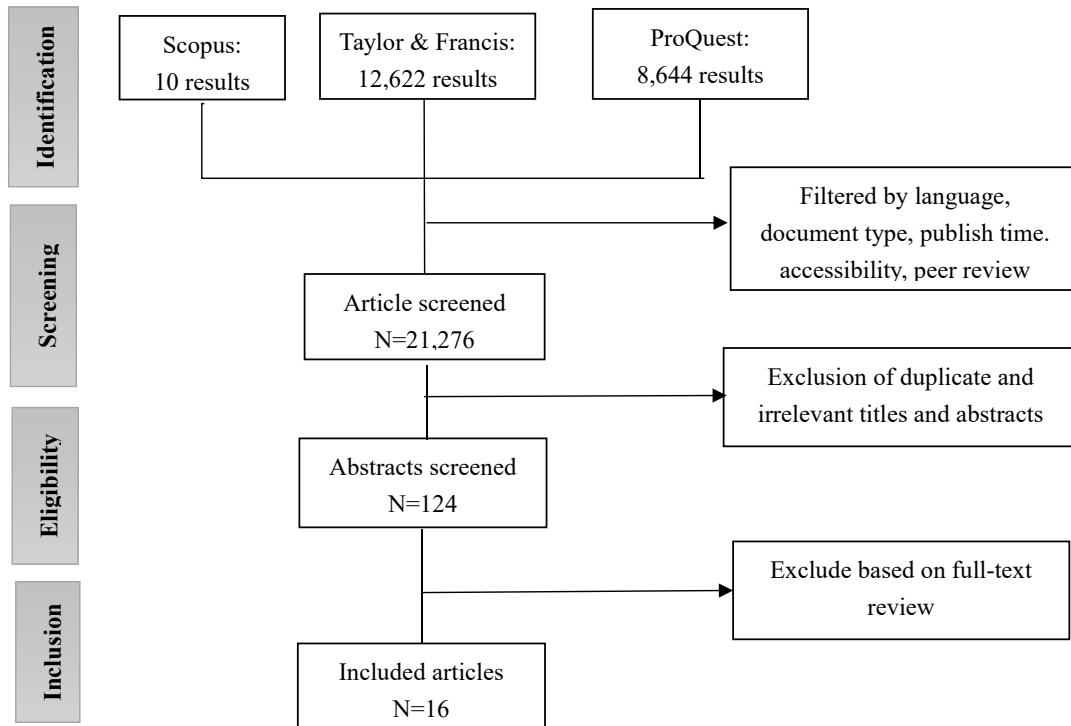 Identification
Scopus:
10 results
Taylor & Francis:
12,622 results
ProQuest:
8,644 results
Filtered by language,
document type, publish time.
accessibility, peer review
Screening
Article screened
N=21,276
Exclusion of duplicate and
irrelevant titles and abstracts
Eligibility
Abstracts screened
N=124
Exclude based on full-text
review
Inclusion
Included articles
N=16